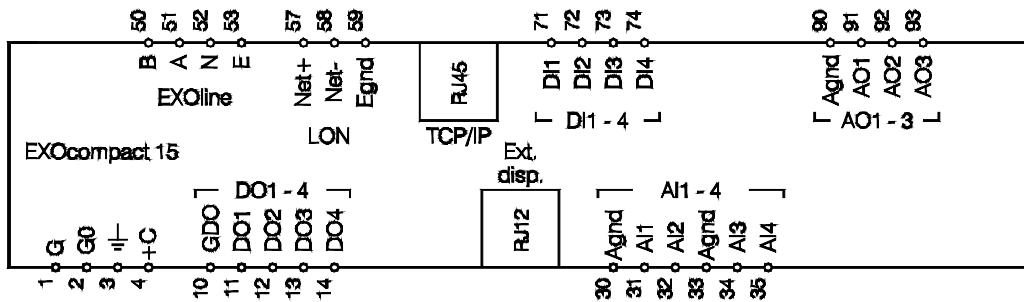 50 51 52 53 57 58 59 71 72 73 74 90 91 92 93
B A N E Net+ Net- Egnd RJ45 DI1 DI2 DI3 DI4 Agnd AO1 AO2 AO3
EXOline
LON TCP/IP DI1 - 4 AO1 - 3
EXOcompact 15
Ext.
disp.
DO1 - 4 AI1 - 4
G G0 +C GDO DO1 DO2 DO3 DO4 RJ12 Agnd AI1 AI2 Agnd AI3 AI4
1 2 3 4 10 11 12 13 14 30 31 32 33 34 35